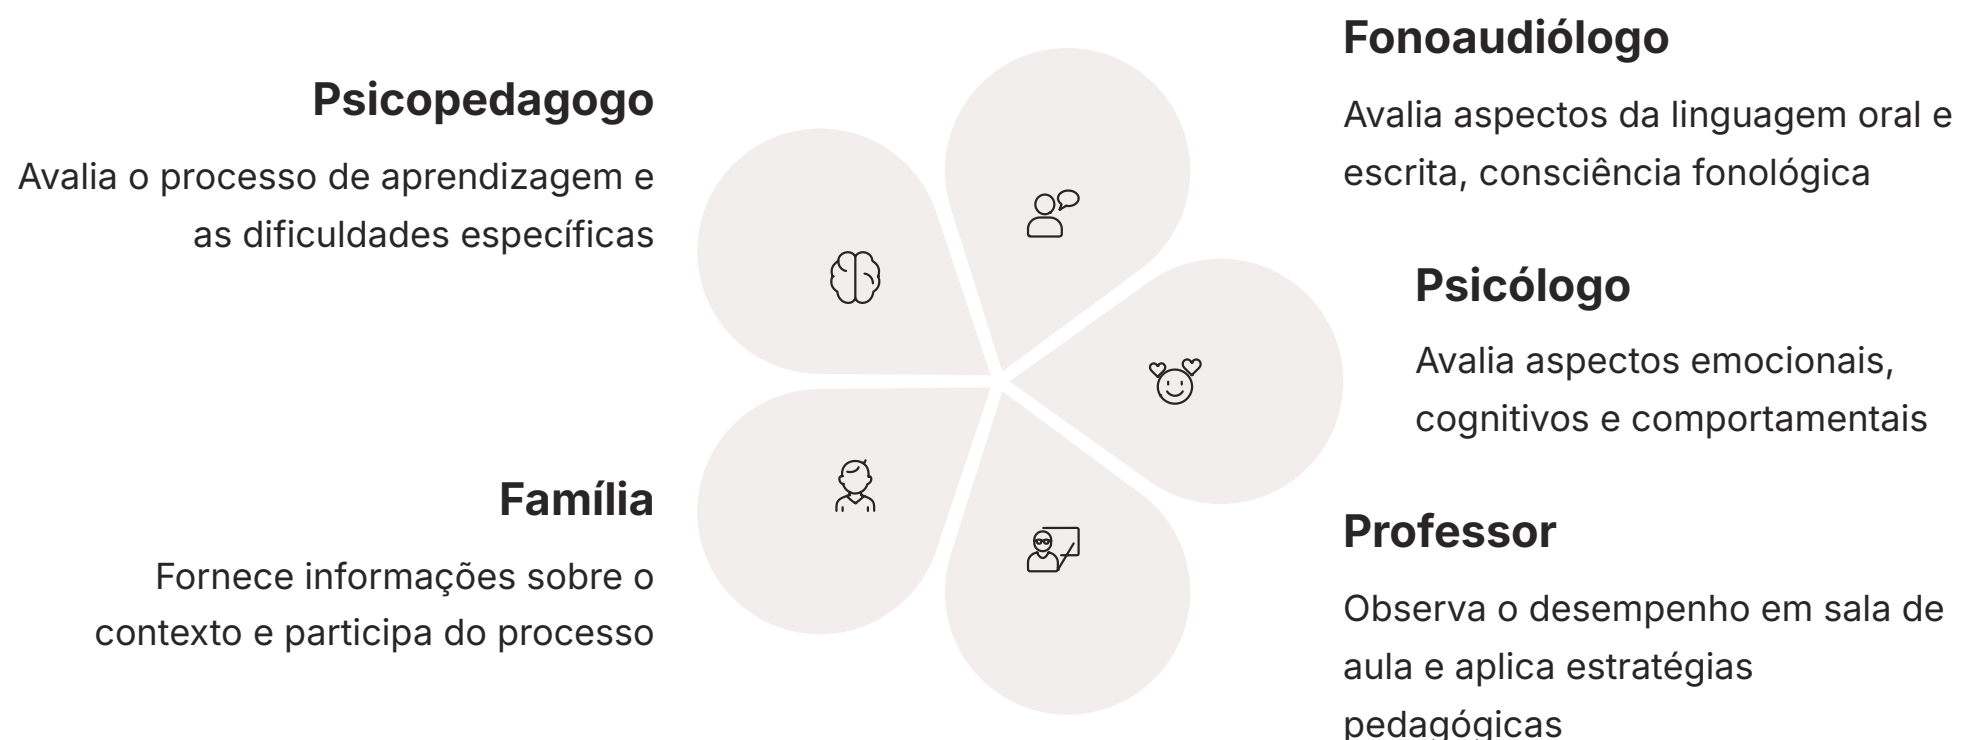 Psicopedagogo
Avalia o processo de aprendizagem e
as dificuldades específicas
Família
Fornece informações sobre o
contexto e participa do processo
Fonoaudiólogo
Avalia aspectos da linguagem oral e
escrita, consciência fonológica
Psicólogo
Avalia aspectos emocionais,
cognitivos e comportamentais
Professor
Observa o desempenho em sala de
aula e aplica estratégias
pedagógicas